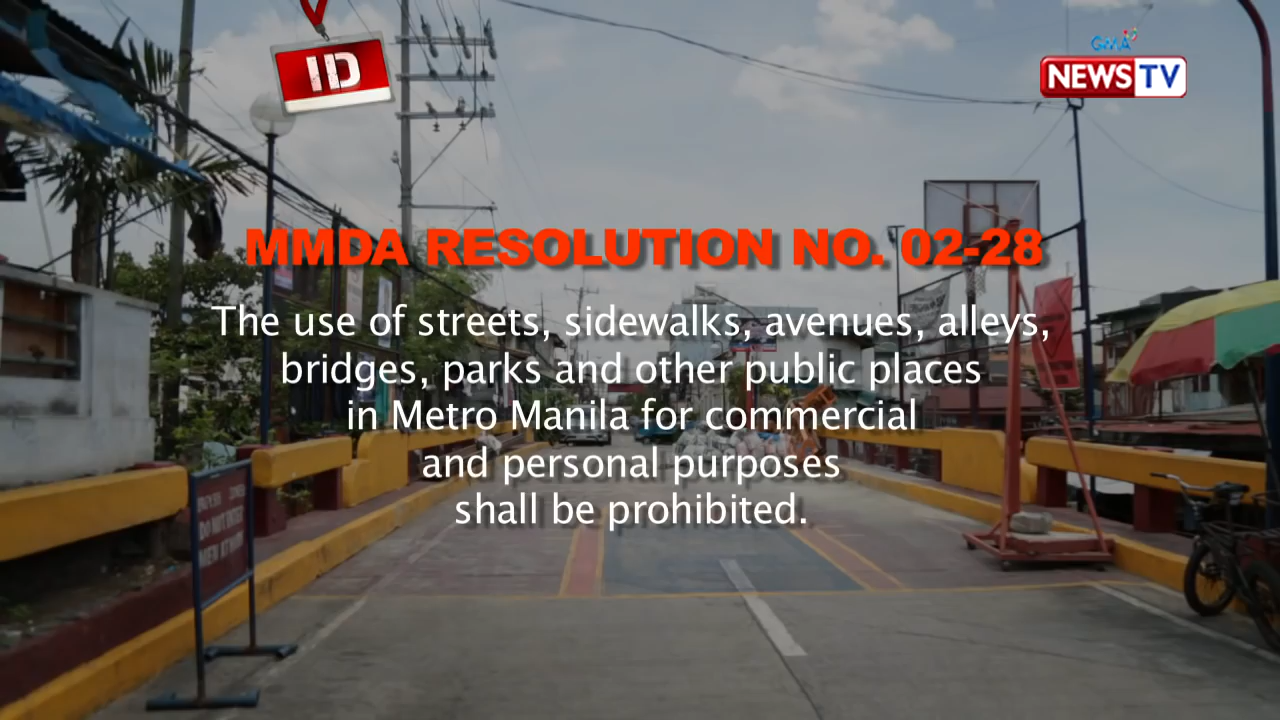 ID
GMA
NEWS TV
MMDA RESOLUTION NO. 02-28
The use of streets, sidewalks, avenues, alleys,
bridges, parks and other public places
in Metro Manila for commercial
and personal purposes
shall be prohibited.
DO NOT ENTER